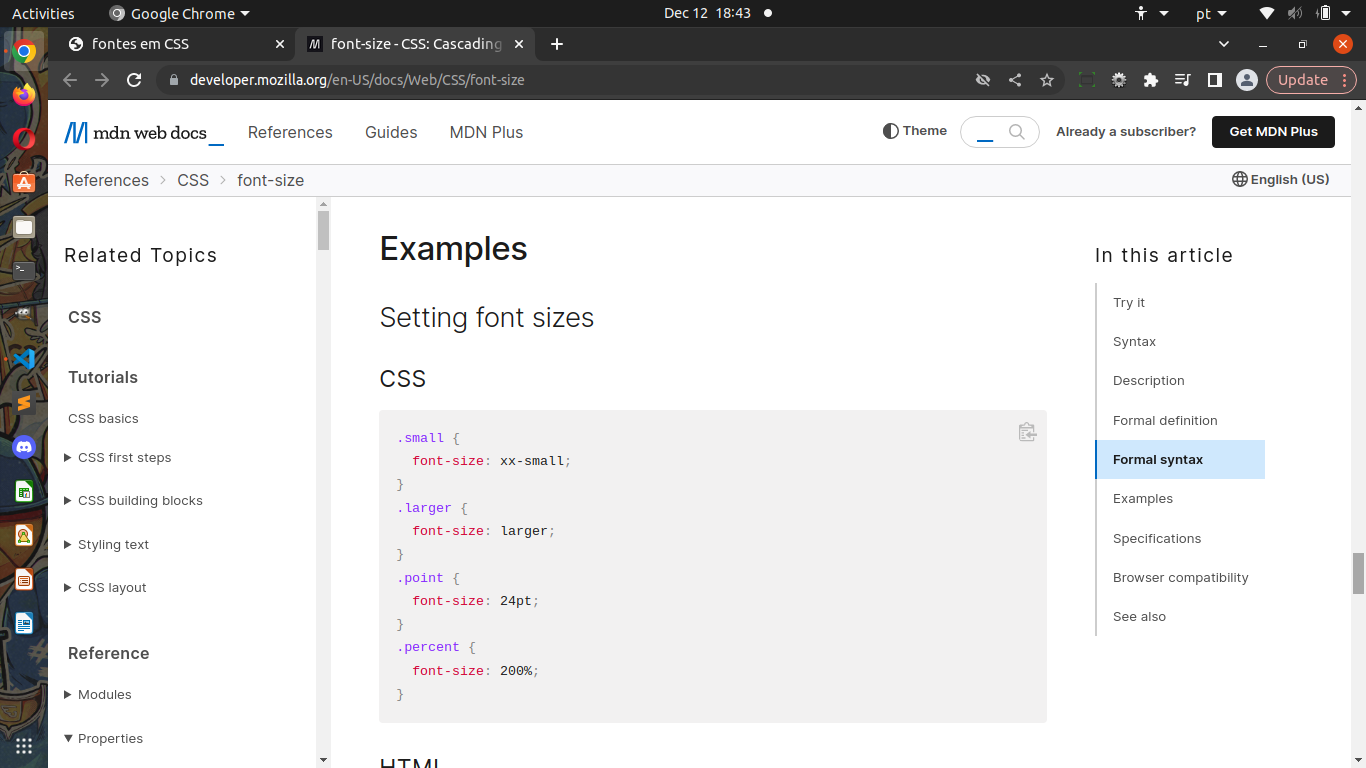 Activities Google Chrome Dec 12 18:43 pt
fontes em CSS font-size - CSS: Cascading
developer.mozilla.org/en-US/docs/Web/CSS/font-size Update
mdn web docs_ References Guides MDN Plus Theme Already a subscriber? Get MDN Plus
References CSS font-size English (US)
Related Topics
CSS
Tutorials
CSS basics
CSS first steps
CSS building blocks
Styling text
CSS layout
Reference
Modules
Properties
Examples
Setting font sizes
CSS
.small {
font-size: xx-small;
}
.larger {
font-size: larger;
}
.point {
font-size: 24pt;
}
.percent {
font-size: 200%;
}
HTML
In this article
Try it
Syntax
Description
Formal definition
Formal syntax
Examples
Specifications
Browser compatibility
See also